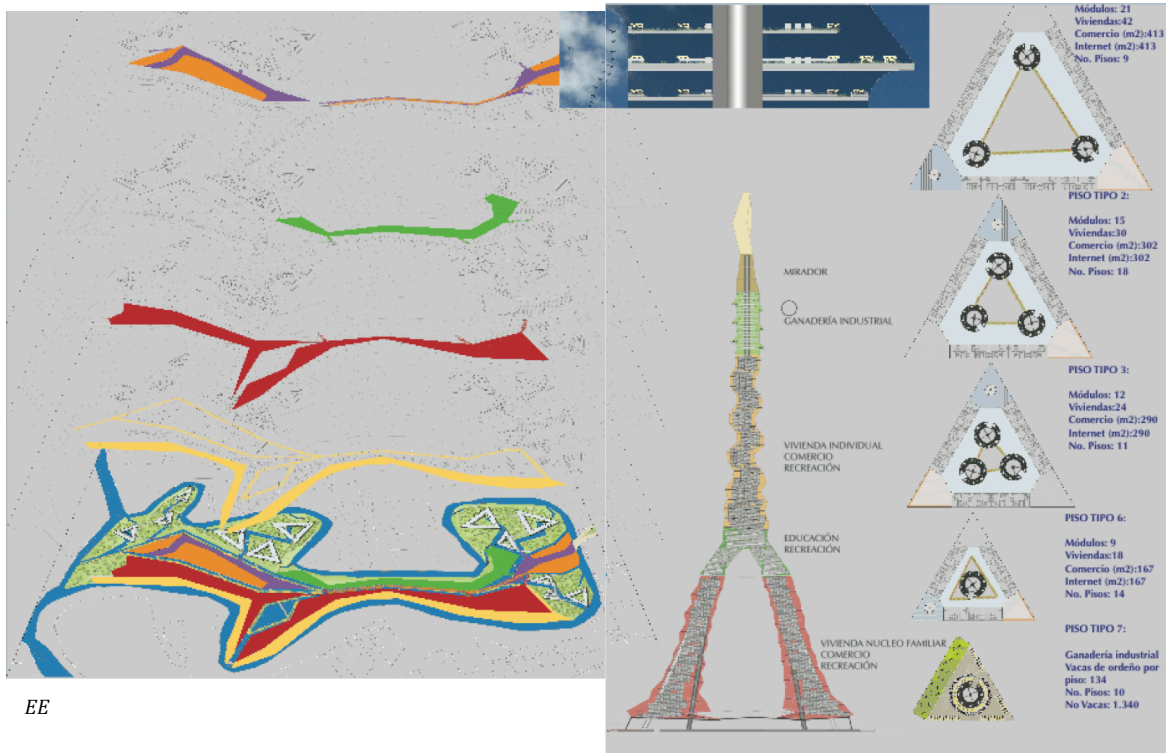 Módulos: 21
Viviendas:42
Comercio (m2):413
Internet (m2):413
No. Pisos: 9
PISO TIPO 2:
Módulos: 15
Viviendas:30
Comercio (m2):302
Internet (m2):302
No. Pisos: 18
MIRADOR
GANADERÍA INDUSTRIAL
PISO TIPO 3:
Módulos: 12
Viviendas:24
Comercio (m2):290
Internet (m2):290
No. Pisos: 11
VIVIENDA INDIVIDUAL
COMERCIO
RECREACIÓN
PISO TIPO 6:
Módulos: 9
Viviendas:18
Comercio (m2):167
Internet (m2):167
No. Pisos: 14
EDUCACIÓN
RECREACIÓN
PISO TIPO 7:
Ganadería industrial
Vacas de ordeño por
piso: 134
No. Pisos: 10
No Vacas: 1.340
VIVIENDA NUCLEO FAMILIAR
COMERCIO
RECREACIÓN
EE